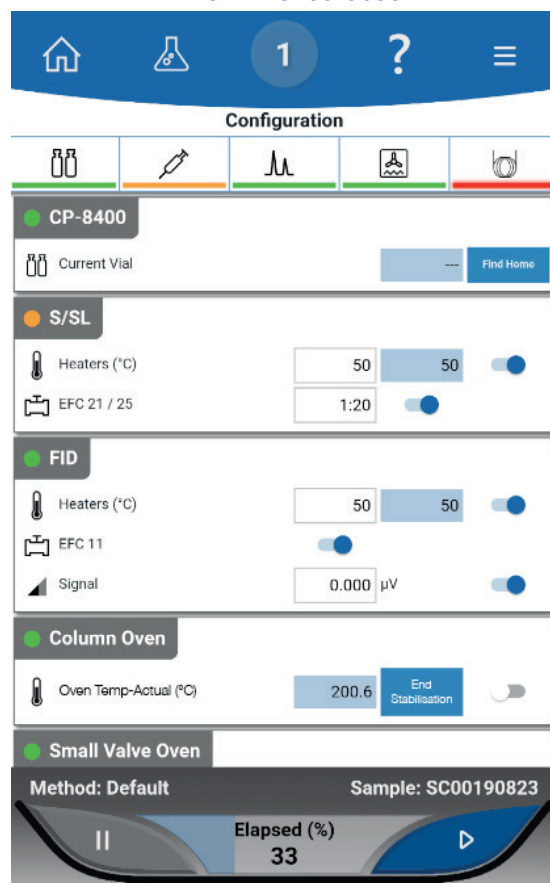 1
?
Configuration
CP-8400
Current Vial --- Find Home
S/SL
Heaters (°C) 50 50
EFC 21 / 25 1:20
FID
Heaters (°C) 50 50
EFC 11
Signal 0.000 µV
Column Oven
Oven Temp-Actual (°C) 200.6 End
Stabilisation
Small Valve Oven
Method: Default Sample: SC00190823
Elapsed (%)
33